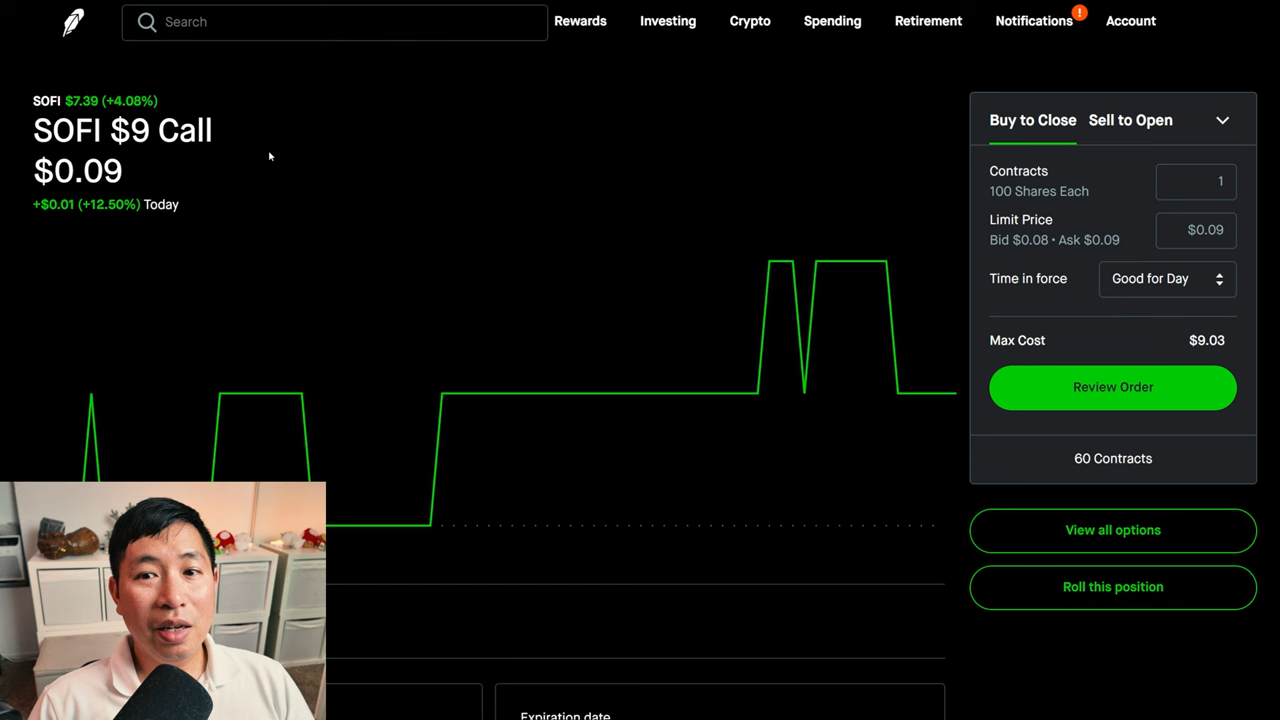 Search
Rewards
Investing
Crypto
Spending
Retirement
Notifications
!
Account
SOFI $7.39 (+4.08%)
SOFI $9 Call
$0.09
+$0.01 (+12.50%) Today
Buy to Close
Sell to Open
Contracts
100 Shares Each
1
Limit Price
Bid $0.08 • Ask $0.09
$0.09
Time in force
Good for Day
Max Cost
$9.03
Review Order
60 Contracts
View all options
Roll this position
Expiration date